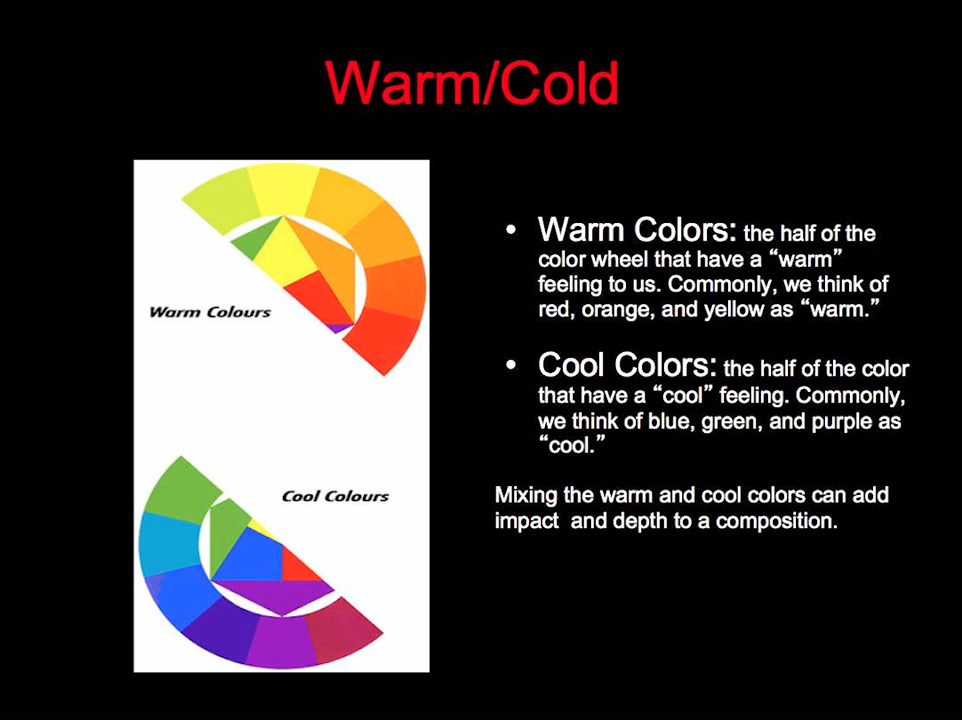 Warm/Cold
Warm Colours
Cool Colours
• Warm Colors: the half of the
color wheel that have a “warm”
feeling to us. Commonly, we think of
red, orange, and yellow as “warm.”
• Cool Colors: the half of the color
that have a “cool” feeling. Commonly,
we think of blue, green, and purple as
“cool.”
Mixing the warm and cool colors can add
impact  and depth to a composition.